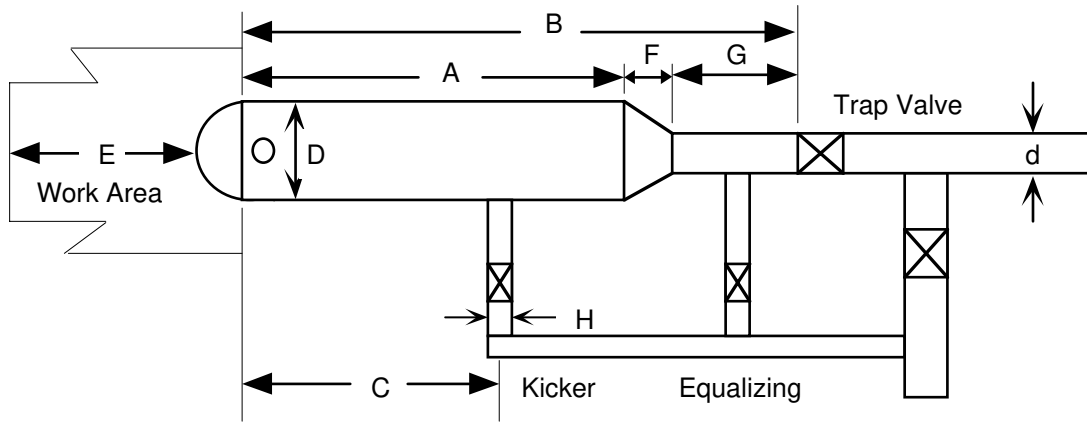 B
A
F
G
Trap Valve
E
D
d
Work Area
H
C
Kicker
Equalizing